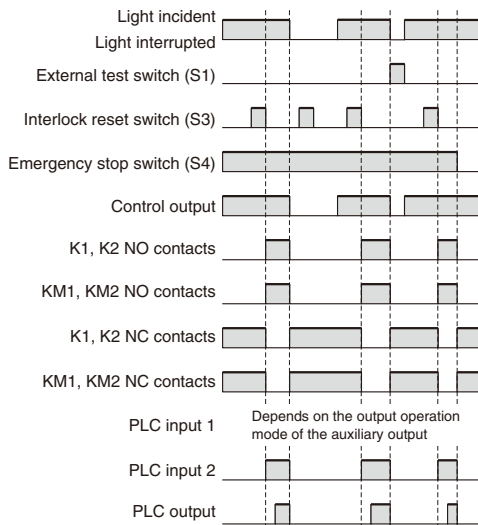 Light incident
Light interrupted
External test switch (S1)
Interlock reset switch (S3)
Emergency stop switch (S4)
Control output
K1, K2 NO contacts
KM1, KM2 NO contacts
K1, K2 NC contacts
KM1, KM2 NC contacts
PLC input 1
Depends on the output operation
mode of the auxiliary output
PLC input 2
PLC output